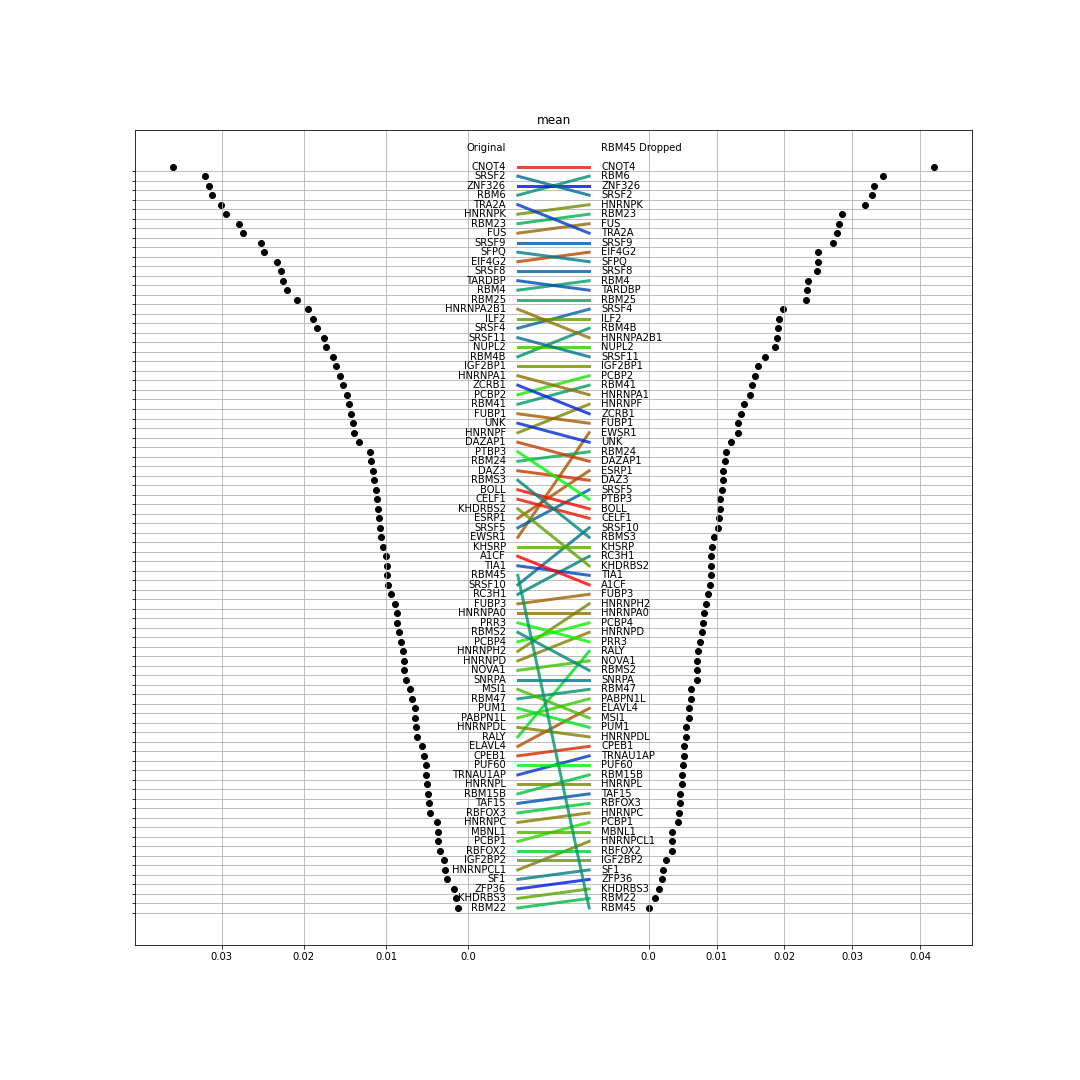 mean
Original RBM45 Dropped
CNOT4 CNOT4
SRSF2 RBM6
ZNF326 ZNF326
RBM6 SRSF2
TRA2A HNRNPK
HNRNPK RBM23
RBM23 FUS
FUS TRA2A
SRSF9 SRSF9
SFPQ EIF4G2
EIF4G2 SFPQ
SRSF8 SRSF8
TARDBP RBM4
RBM4 TARDBP
RBM25 RBM25
HNRNPA2B1 SRSF4
ILF2 ILF2
SRSF4 RBM4B
SRSF11 HNRNPA2B1
NUPL2 NUPL2
RBM4B SRSF11
IGF2BP1 IGF2BP1
HNRNPA1 PCBP2
ZCRB1 RBM41
PCBP2 HNRNPA1
RBM41 HNRNPF
FUBP1 ZCRB1
UNK FUBP1
HNRNPF EWSR1
DAZAP1 UNK
PTBP3 RBM24
RBM24 DAZAP1
DAZ3 ESRP1
RBMS3 DAZ3
BOLL SRSF5
CELF1 PTBP3
KHDRBS2 BOLL
ESRP1 CELF1
SRSF5 SRSF10
EWSR1 RBMS3
KHSRP KHSRP
A1CF RC3H1
TIA1 KHDRBS2
RBM45 TIA1
SRSF10 A1CF
RC3H1 FUBP3
FUBP3 HNRNPH2
HNRNPA0 HNRNPA0
PRR3 PCBP4
RBMS2 HNRNPD
PCBP4 PRR3
HNRNPH2 RALY
HNRNPD NOVA1
NOVA1 RBMS2
SNRPA SNRPA
MSI1 RBM47
RBM47 PABPN1L
PUM1 ELAVL4
PABPN1L MSI1
HNRNPDL PUM1
RALY HNRNPDL
ELAVL4 CPEB1
CPEB1 TRNAU1AP
PUF60 PUF60
TRNAU1AP RBM15B
HNRNPL HNRNPL
RBM15B TAF15
TAF15 RBFOX3
RBFOX3 HNRNPC
HNRNPC PCBP1
MBNL1 MBNL1
PCBP1 HNRNPCL1
RBFOX2 RBFOX2
IGF2BP2 IGF2BP2
HNRNPCL1 SF1
SF1 ZFP36
ZFP36 KHDRBS3
KHDRBS3 RBM22
RBM22 RBM45
0.03 0.02 0.01 0.0 0.0 0.01 0.02 0.03 0.04